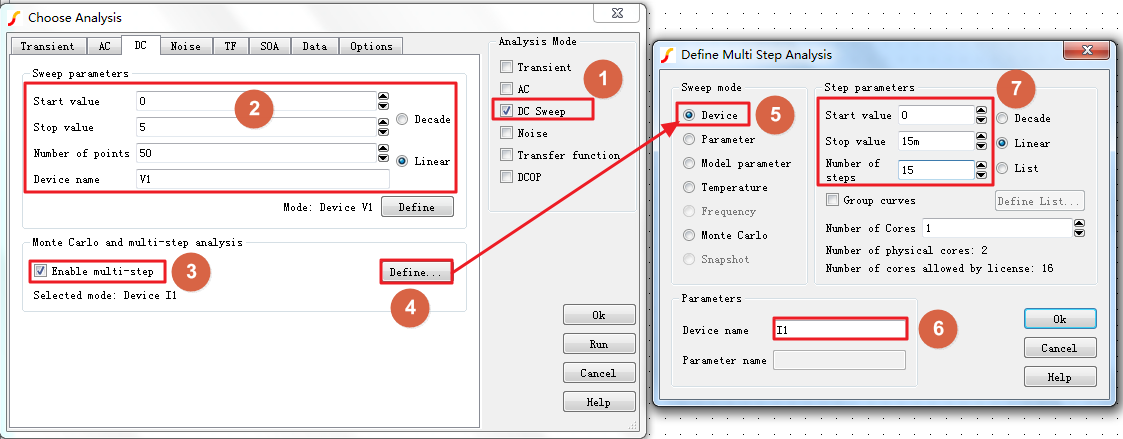 Choose Analysis
Transient AC DC Noise TF SOA Data Options
Sweep parameters
Start value 0
2
Stop value 5
Decade
Number of points 50
Linear
Device name V1
Mode: Device V1 Define
Monte Carlo and multi-step analysis
Enable multi-step
3
Define...
Selected mode: Device I1
4
Analysis Mode
Transient
1
AC
DC Sweep
Noise
Transfer function
DCOP
Ok
Run
Cancel
Help
Define Multi Step Analysis
Sweep mode
Device
5
Parameter
Model parameter
Temperature
Frequency
Monte Carlo
Snapshot
Step parameters
7
Start value 0
Decade
Stop value 15m
Linear
Number of
steps 15
List
Group curves Define List...
Number of Cores 1
Number of physical cores: 2
Number of cores allowed by license: 16
Parameters
Device name I1
6
Parameter name
Ok
Cancel
Help